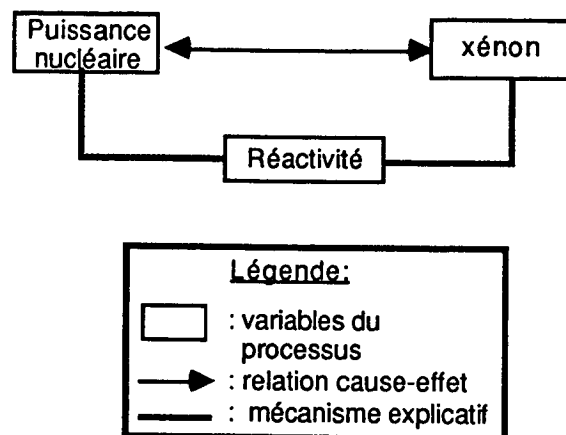 Puissance
nucléaire
xénon
Réactivité
Légende:
: variables du
processus
: relation cause-effet
: mécanisme explicatif